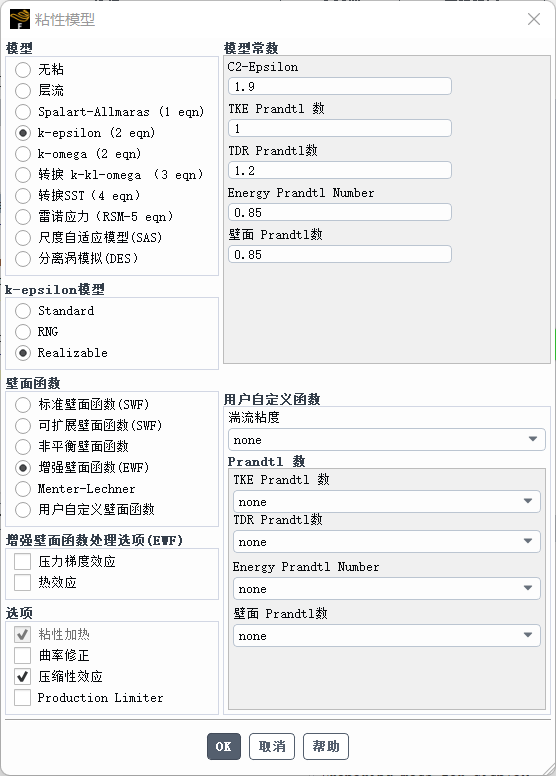 粘性模型
模型
无粘
层流
Spalart-Allmaras (1 eqn)
k-epsilon (2 eqn)
k-omega (2 eqn)
转捩 k-kl-omega (3 eqn)
转捩SST (4 eqn)
雷诺应力 (RSM-5 eqn)
尺度自适应模型(SAS)
分离涡模拟(DES)
k-epsilon模型
Standard
RNG
Realizable
壁面函数
标准壁面函数(SWF)
可扩展壁面函数(SWF)
非平衡壁面函数
增强壁面函数(EWF)
Menter-Lechner
用户自定义壁面函数
增强壁面函数处理选项(EWF)
压力梯度效应
热效应
选项
粘性加热
曲率修正
压缩性效应
Production Limiter
模型常数
C2-Epsilon
1.9
TKE Prandtl 数
1
TDR Prandtl数
1.2
Energy Prandtl Number
0.85
壁面 Prandtl数
0.85
用户自定义函数
湍流粘度
none
Prandtl 数
TKE Prandtl 数
none
TDR Prandtl数
none
Energy Prandtl Number
none
壁面 Prandtl数
none
OK
取消
帮助